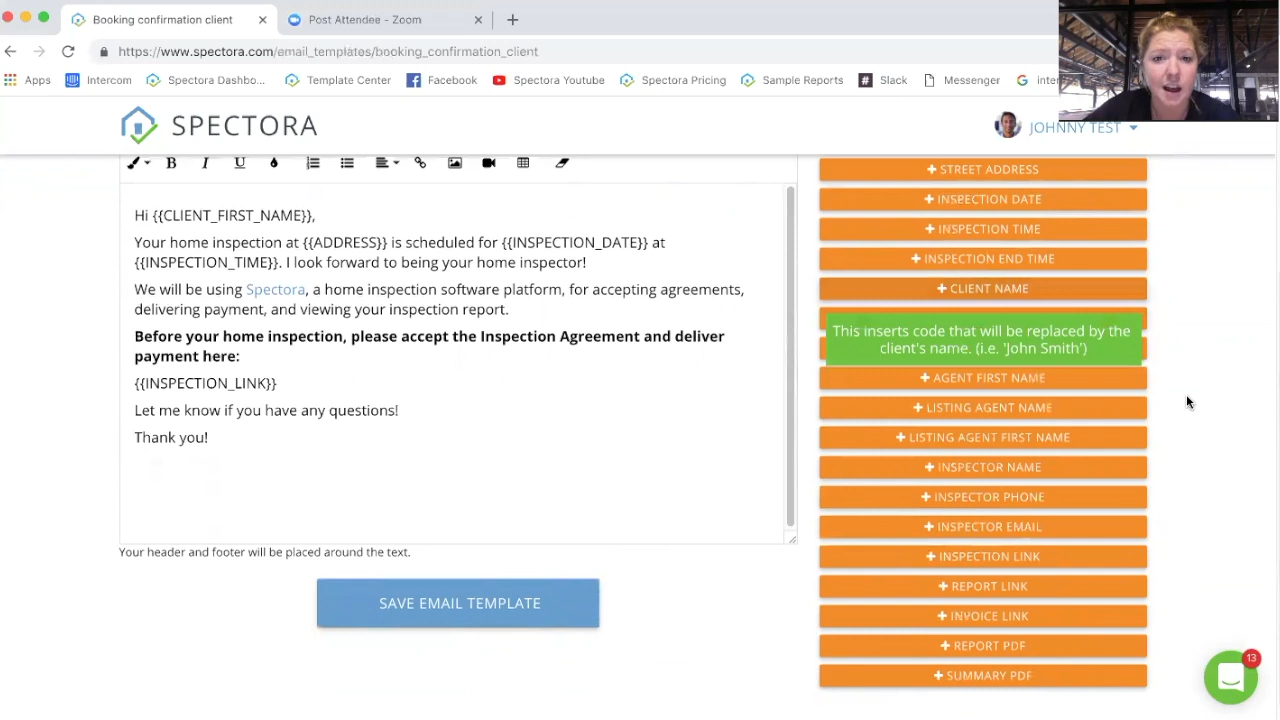 Booking confirmation client
Post Attendee - Zoom
https://www.spectora.com/email_templates/booking_confirmation_client
Apps
Intercom
Spectora Dashbo...
Template Center
Facebook
Spectora Youtube
Spectora Pricing
Sample Reports
Slack
Messenger
SPECTORA
JOHNNY TEST
B I U
Hi {{CLIENT_FIRST_NAME}},
Your home inspection at {{ADDRESS}} is scheduled for {{INSPECTION_DATE}} at
{{INSPECTION_TIME}}. I look forward to being your home inspector!
We will be using Spectora, a home inspection software platform, for accepting agreements,
delivering payment, and viewing your inspection report.
Before your home inspection, please accept the Inspection Agreement and deliver
payment here:
{{INSPECTION_LINK}}
Let me know if you have any questions!
Thank you!
Your header and footer will be placed around the text.
SAVE EMAIL TEMPLATE
STREET ADDRESS
INSPECTION DATE
INSPECTION TIME
INSPECTION END TIME
CLIENT NAME
This inserts code that will be replaced by the
client's name. (i.e. 'John Smith')
AGENT FIRST NAME
LISTING AGENT NAME
LISTING AGENT FIRST NAME
INSPECTOR NAME
INSPECTOR PHONE
INSPECTOR EMAIL
INSPECTION LINK
REPORT LINK
INVOICE LINK
REPORT PDF
SUMMARY PDF
13